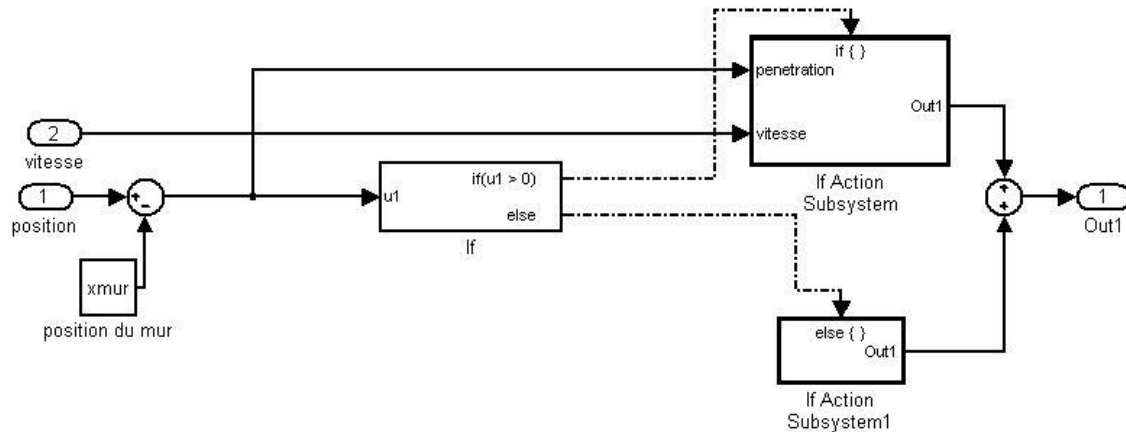 if { }
penetration
Out1
vitesse
If Action
Subsystem
2
vitesse
1
position
+
−
xmur
position du mur
u1
if(u1 > 0)
else
If
+
+
1
Out1
else { }
Out1
If Action
Subsystem1